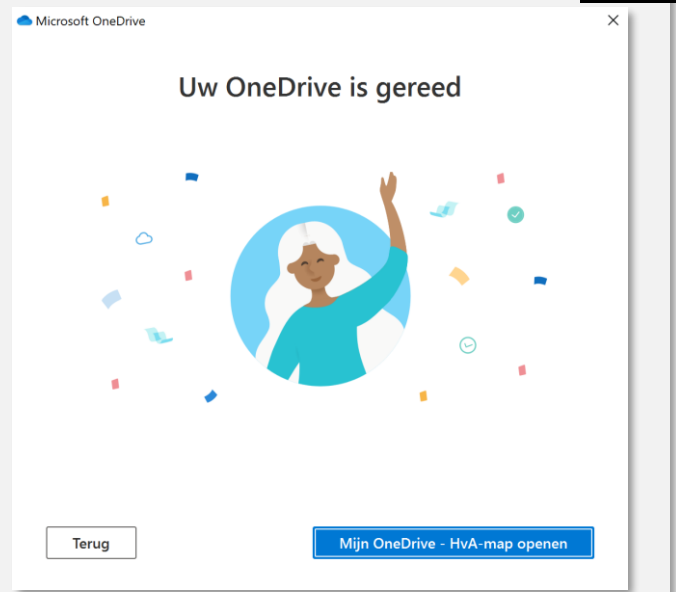 Microsoft OneDrive
Uw OneDrive is gereed
Terug
Mijn OneDrive - HvA-map openen